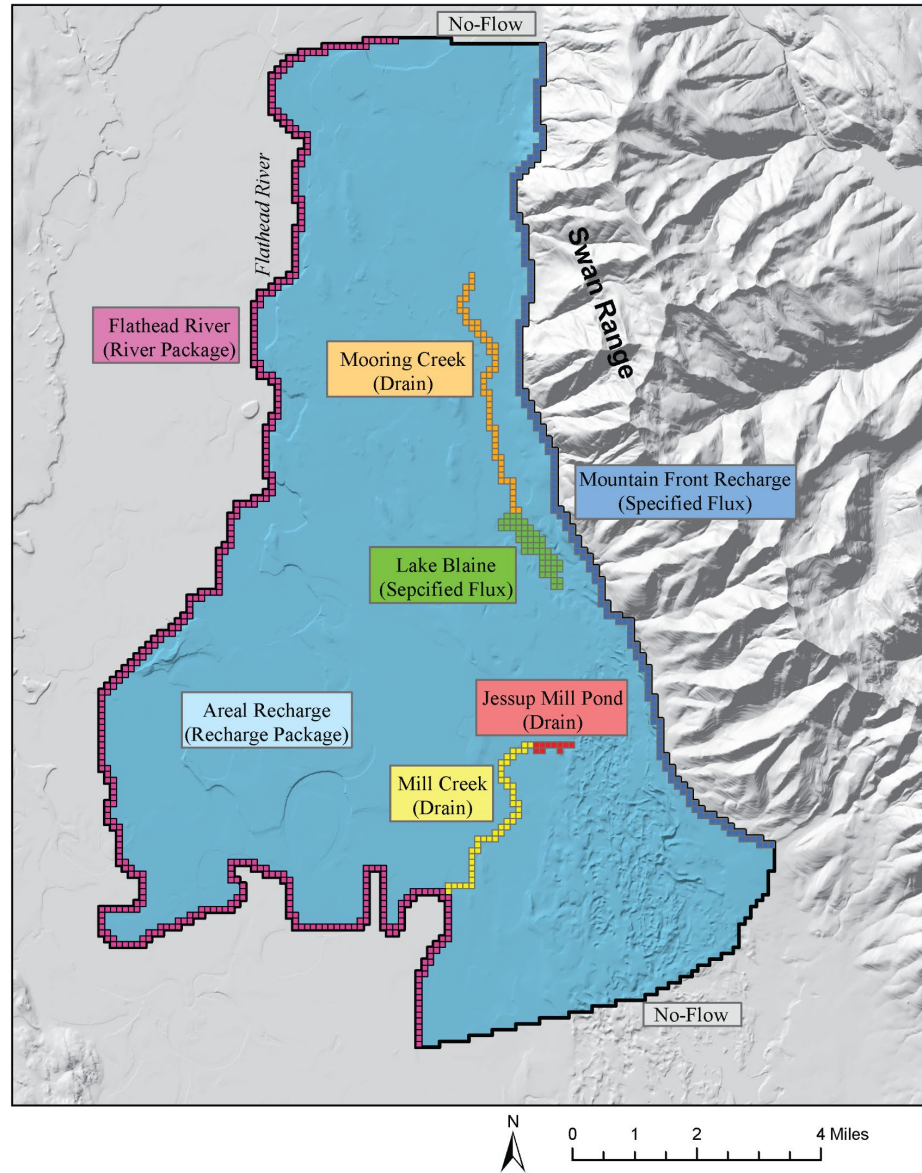 No-Flow
Flathead River
Swan Range
Flathead River
(River Package)
Mooring Creek
(Drain)
Mountain Front Recharge
(Specified Flux)
Lake Blaine
(Sepcified Flux)
Jessup Mill Pond
(Drain)
Areal Recharge
(Recharge Package)
Mill Creek
(Drain)
No-Flow
N
0 1 2 4 Miles